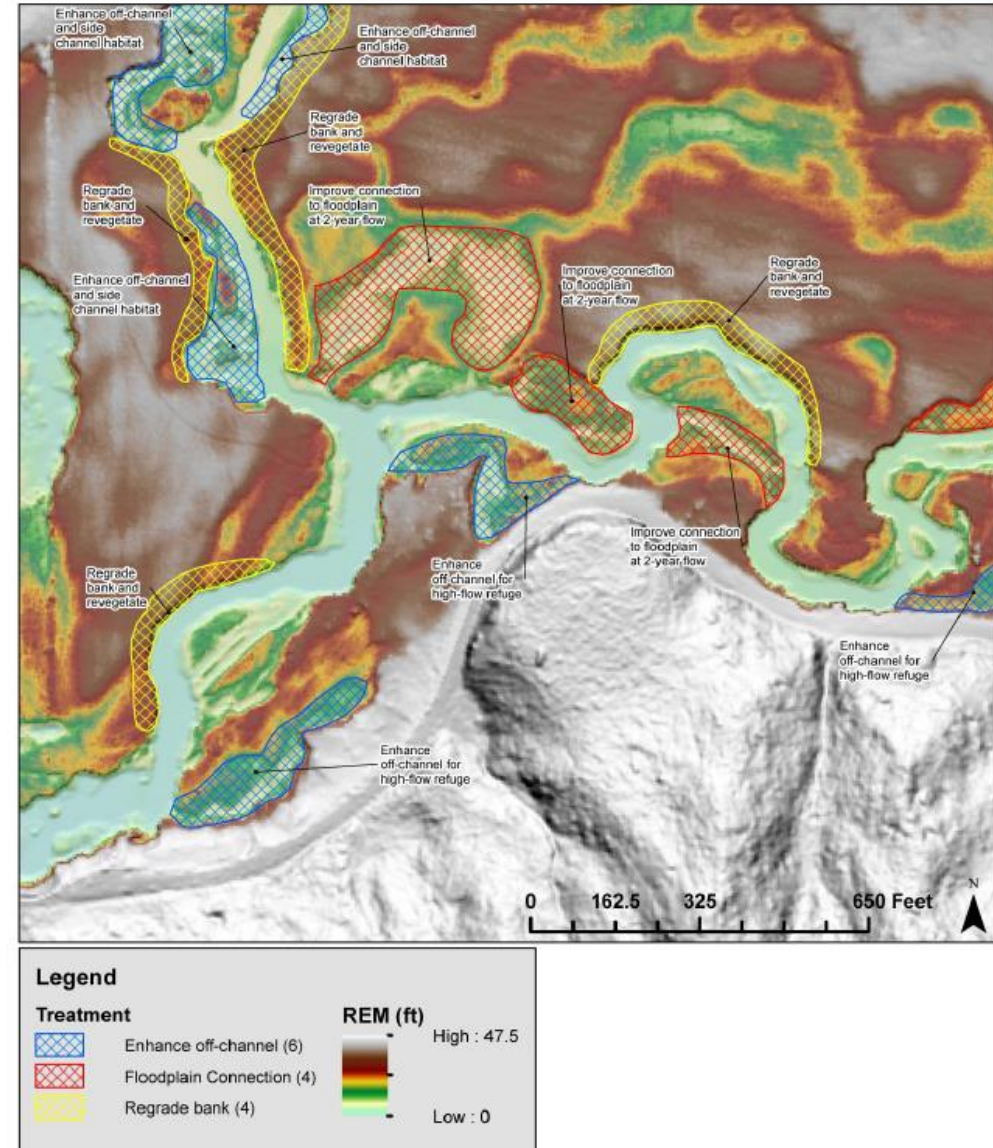 Enhance off-channel
and side
channel habitat
Enhance off-channel
and side
channel habitat
Regrade
bank and
revegetate
Regrade
bank and
revegetate
Improve connection
to floodplain
at 2-year flow
Enhance off-channel
and side
channel habitat
Improve connection
to floodplain
at 2-year flow
Regrade
bank and
revegetate
Improve connection
to floodplain
at 2-year flow
Enhance
off-channel for
high-flow refuge
Regrade
bank and
revegetate
Enhance
off-channel for
high-flow refuge
Enhance
off-channel for
high-flow refuge
N
0 162.5 325 650 Feet
Legend
Treatment
Enhance off-channel (6)
Floodplain Connection (4)
Regrade bank (4)
REM (ft)
High : 47.5
Low : 0